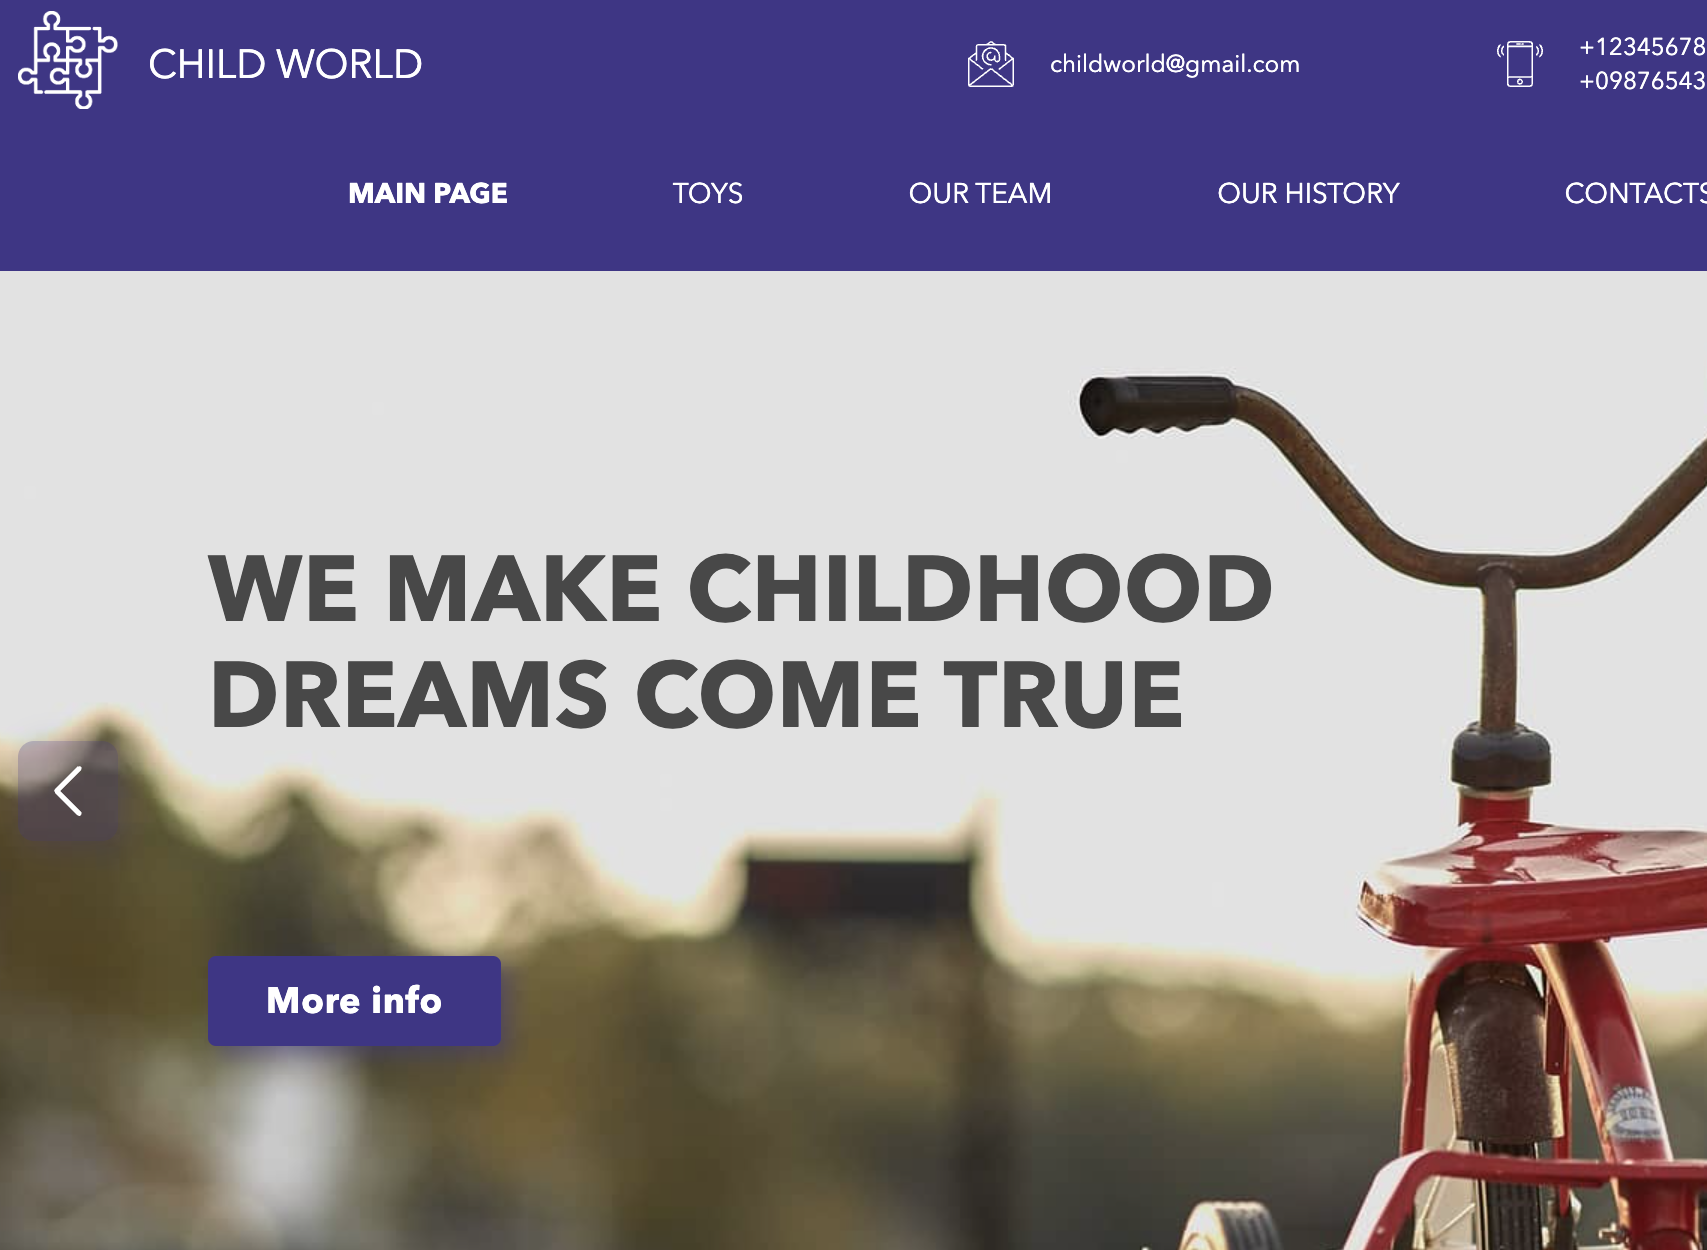 CHILD WORLD
childworld@gmail.com
+12345678
+09876543
MAIN PAGE
TOYS
OUR TEAM
OUR HISTORY
CONTACTS
WE MAKE CHILDHOOD
DREAMS COME TRUE
More info